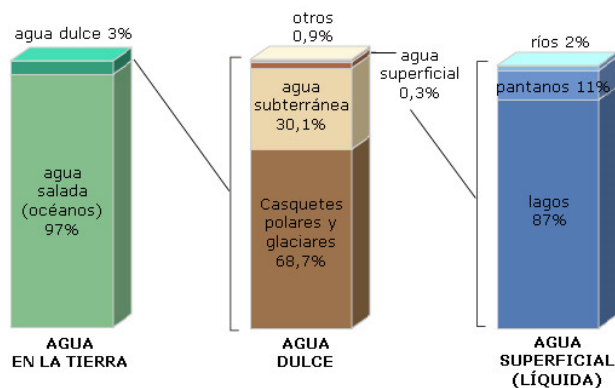 agua dulce 3%
agua
salada
(océanos)
97%
AGUA
EN LA TIERRA
otros
0,9%
agua
superficial
0,3%
agua
subterránea
30,1%
Casquetes
polares y
glaciares
68,7%
AGUA
DULCE
ríos 2%
pantanos 11%
lagos
87%
AGUA
SUPERFICIAL
(LÍQUIDA)